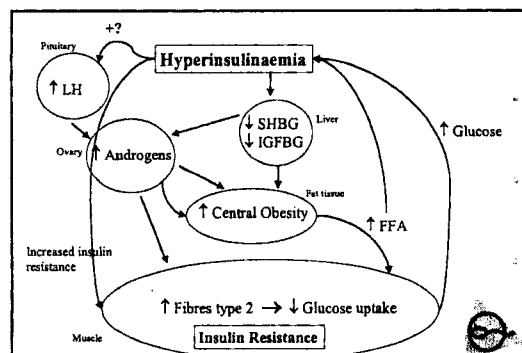 +?
Pituitary
Hyperinsulinaemia
↑ LH
↓ SHBG
Liver
↓ IGFBG
↑ Glucose
Ovary
↑ Androgens
Fat tissue
↑ Central Obesity
↑ FFA
Increased insulin
resistance
↑ Fibres type 2 → ↓ Glucose uptake
Muscle
Insulin Resistance